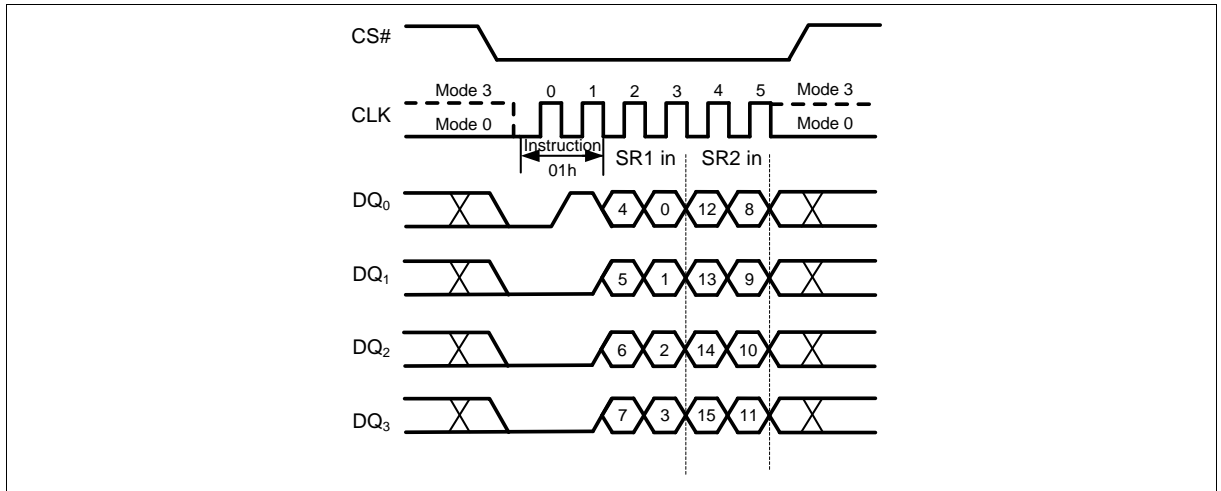 CS#
Mode 3 0 1 2 3 4 5 Mode 3
CLK
Mode 0 Mode 0
Instruction
01h
SR1 in SR2 in
DQ0 4 0 12 8
DQ1 5 1 13 9
DQ2 6 2 14 10
DQ3 7 3 15 11